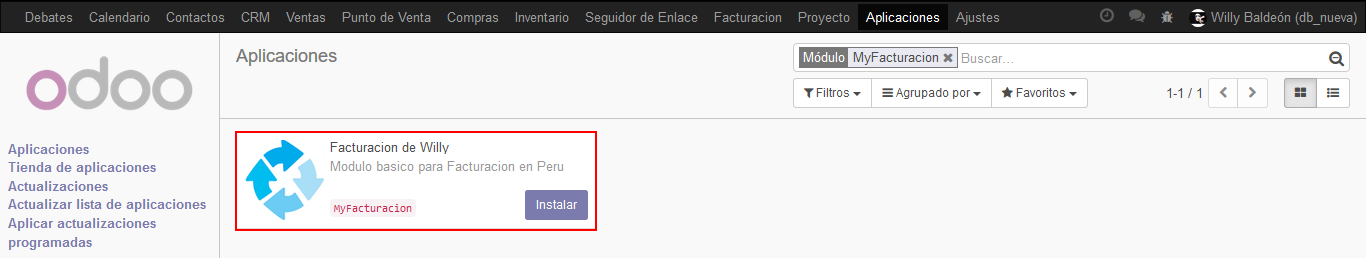 Debates Calendario Contactos CRM Ventas Punto de Venta Compras Inventario Seguidor de Enlace Facturacion Proyecto Aplicaciones Ajustes Willy Baldeón (db_nueva)
odoo
Aplicaciones
Tienda de aplicaciones
Actualizaciones
Actualizar lista de aplicaciones
Aplicar actualizaciones
programadas
Aplicaciones
Módulo MyFacturacion Buscar...
Filtros Agrupado por Favoritos 1-1 / 1
Facturacion de Willy
Modulo basico para Facturacion en Peru
MyFacturacion Instalar